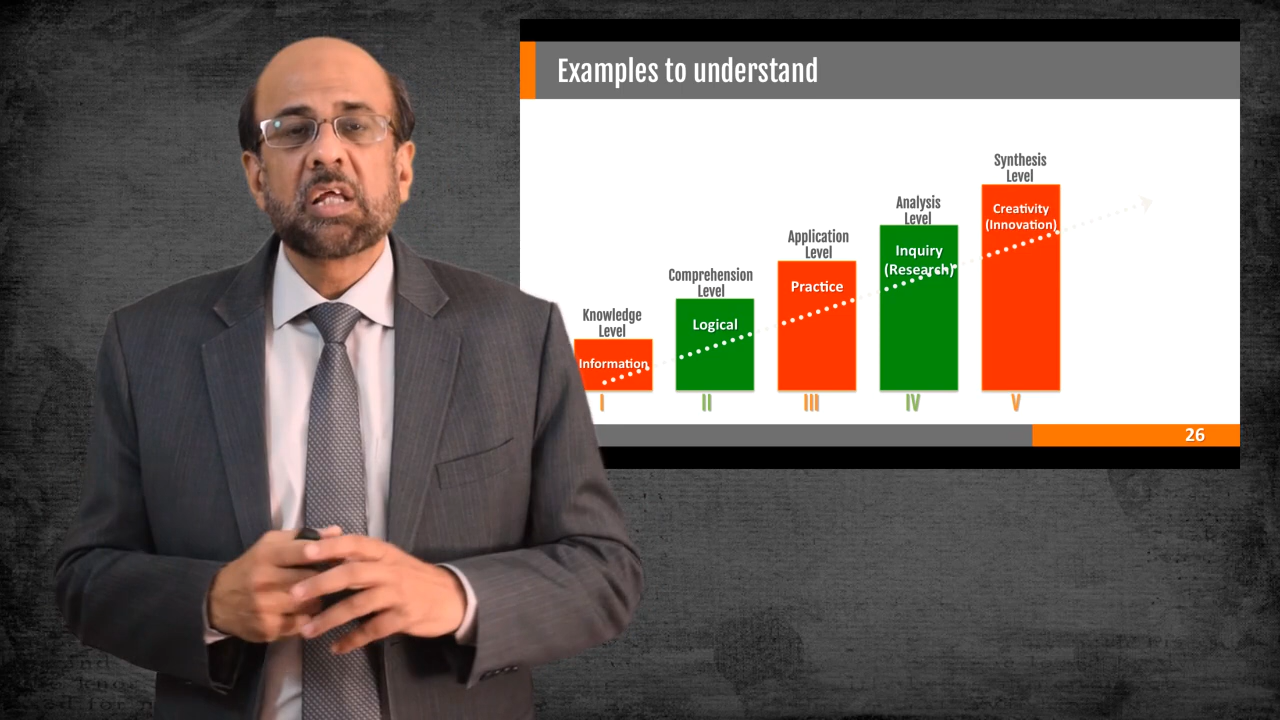 Examples to understand
Synthesis
Level
Creativity
(Innovation)
Analysis
Level
Inquiry
(Research)
Application
Level
Practice
Comprehension
Level
Logical
Knowledge
Level
Information
I
II
III
IV
V
26
and